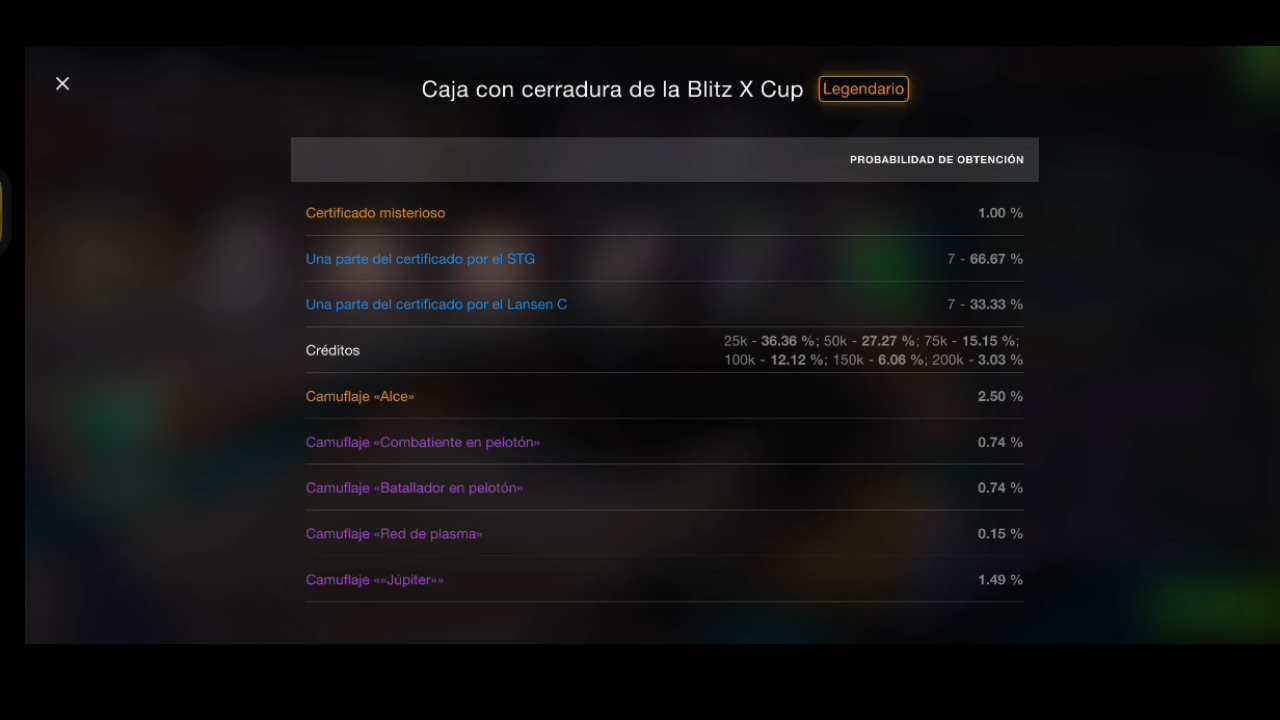 Caja con cerradura de la Blitz X Cup Legendario
PROBABILIDAD DE OBTENCIÓN
Certificado misterioso 1.00 %
Una parte del certificado por el STG 7 - 66.67 %
Una parte del certificado por el Lansen C 7 - 33.33 %
Créditos 25k - 36.36 %; 50k - 27.27 %; 75k - 15.15 %;
100k - 12.12 %; 150k - 6.06 %; 200k - 3.03 %
Camuflaje «Alce» 2.50 %
Camuflaje «Combatiente en pelotón» 0.74 %
Camuflaje «Batallador en pelotón» 0.74 %
Camuflaje «Red de plasma» 0.15 %
Camuflaje ««Júpiter»» 1.49 %